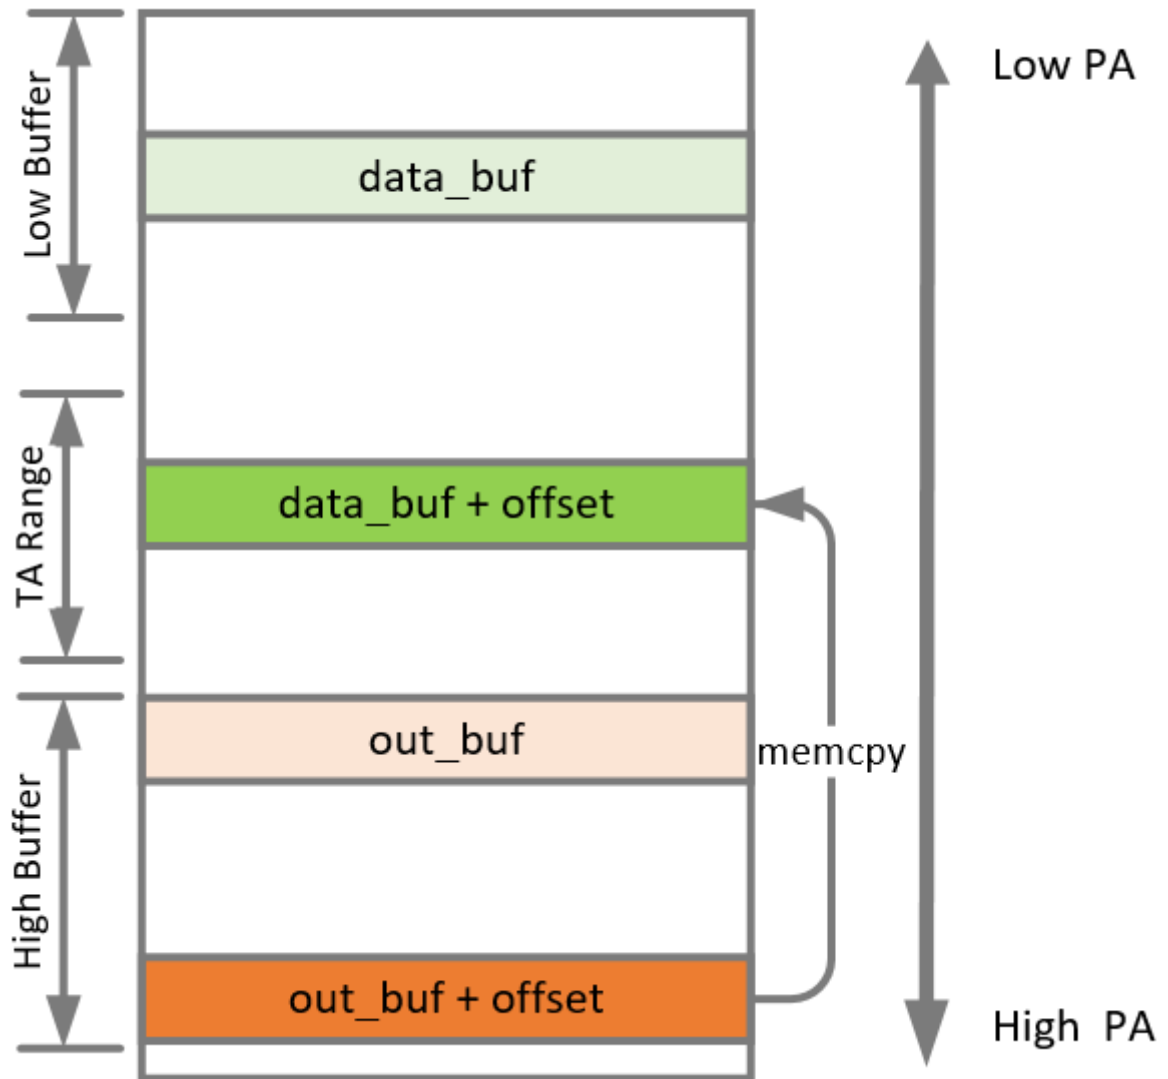 Low PA
Low Buffer
data_buf
TA Range
data_buf + offset
out_buf
memcpy
High Buffer
out_buf + offset
High PA